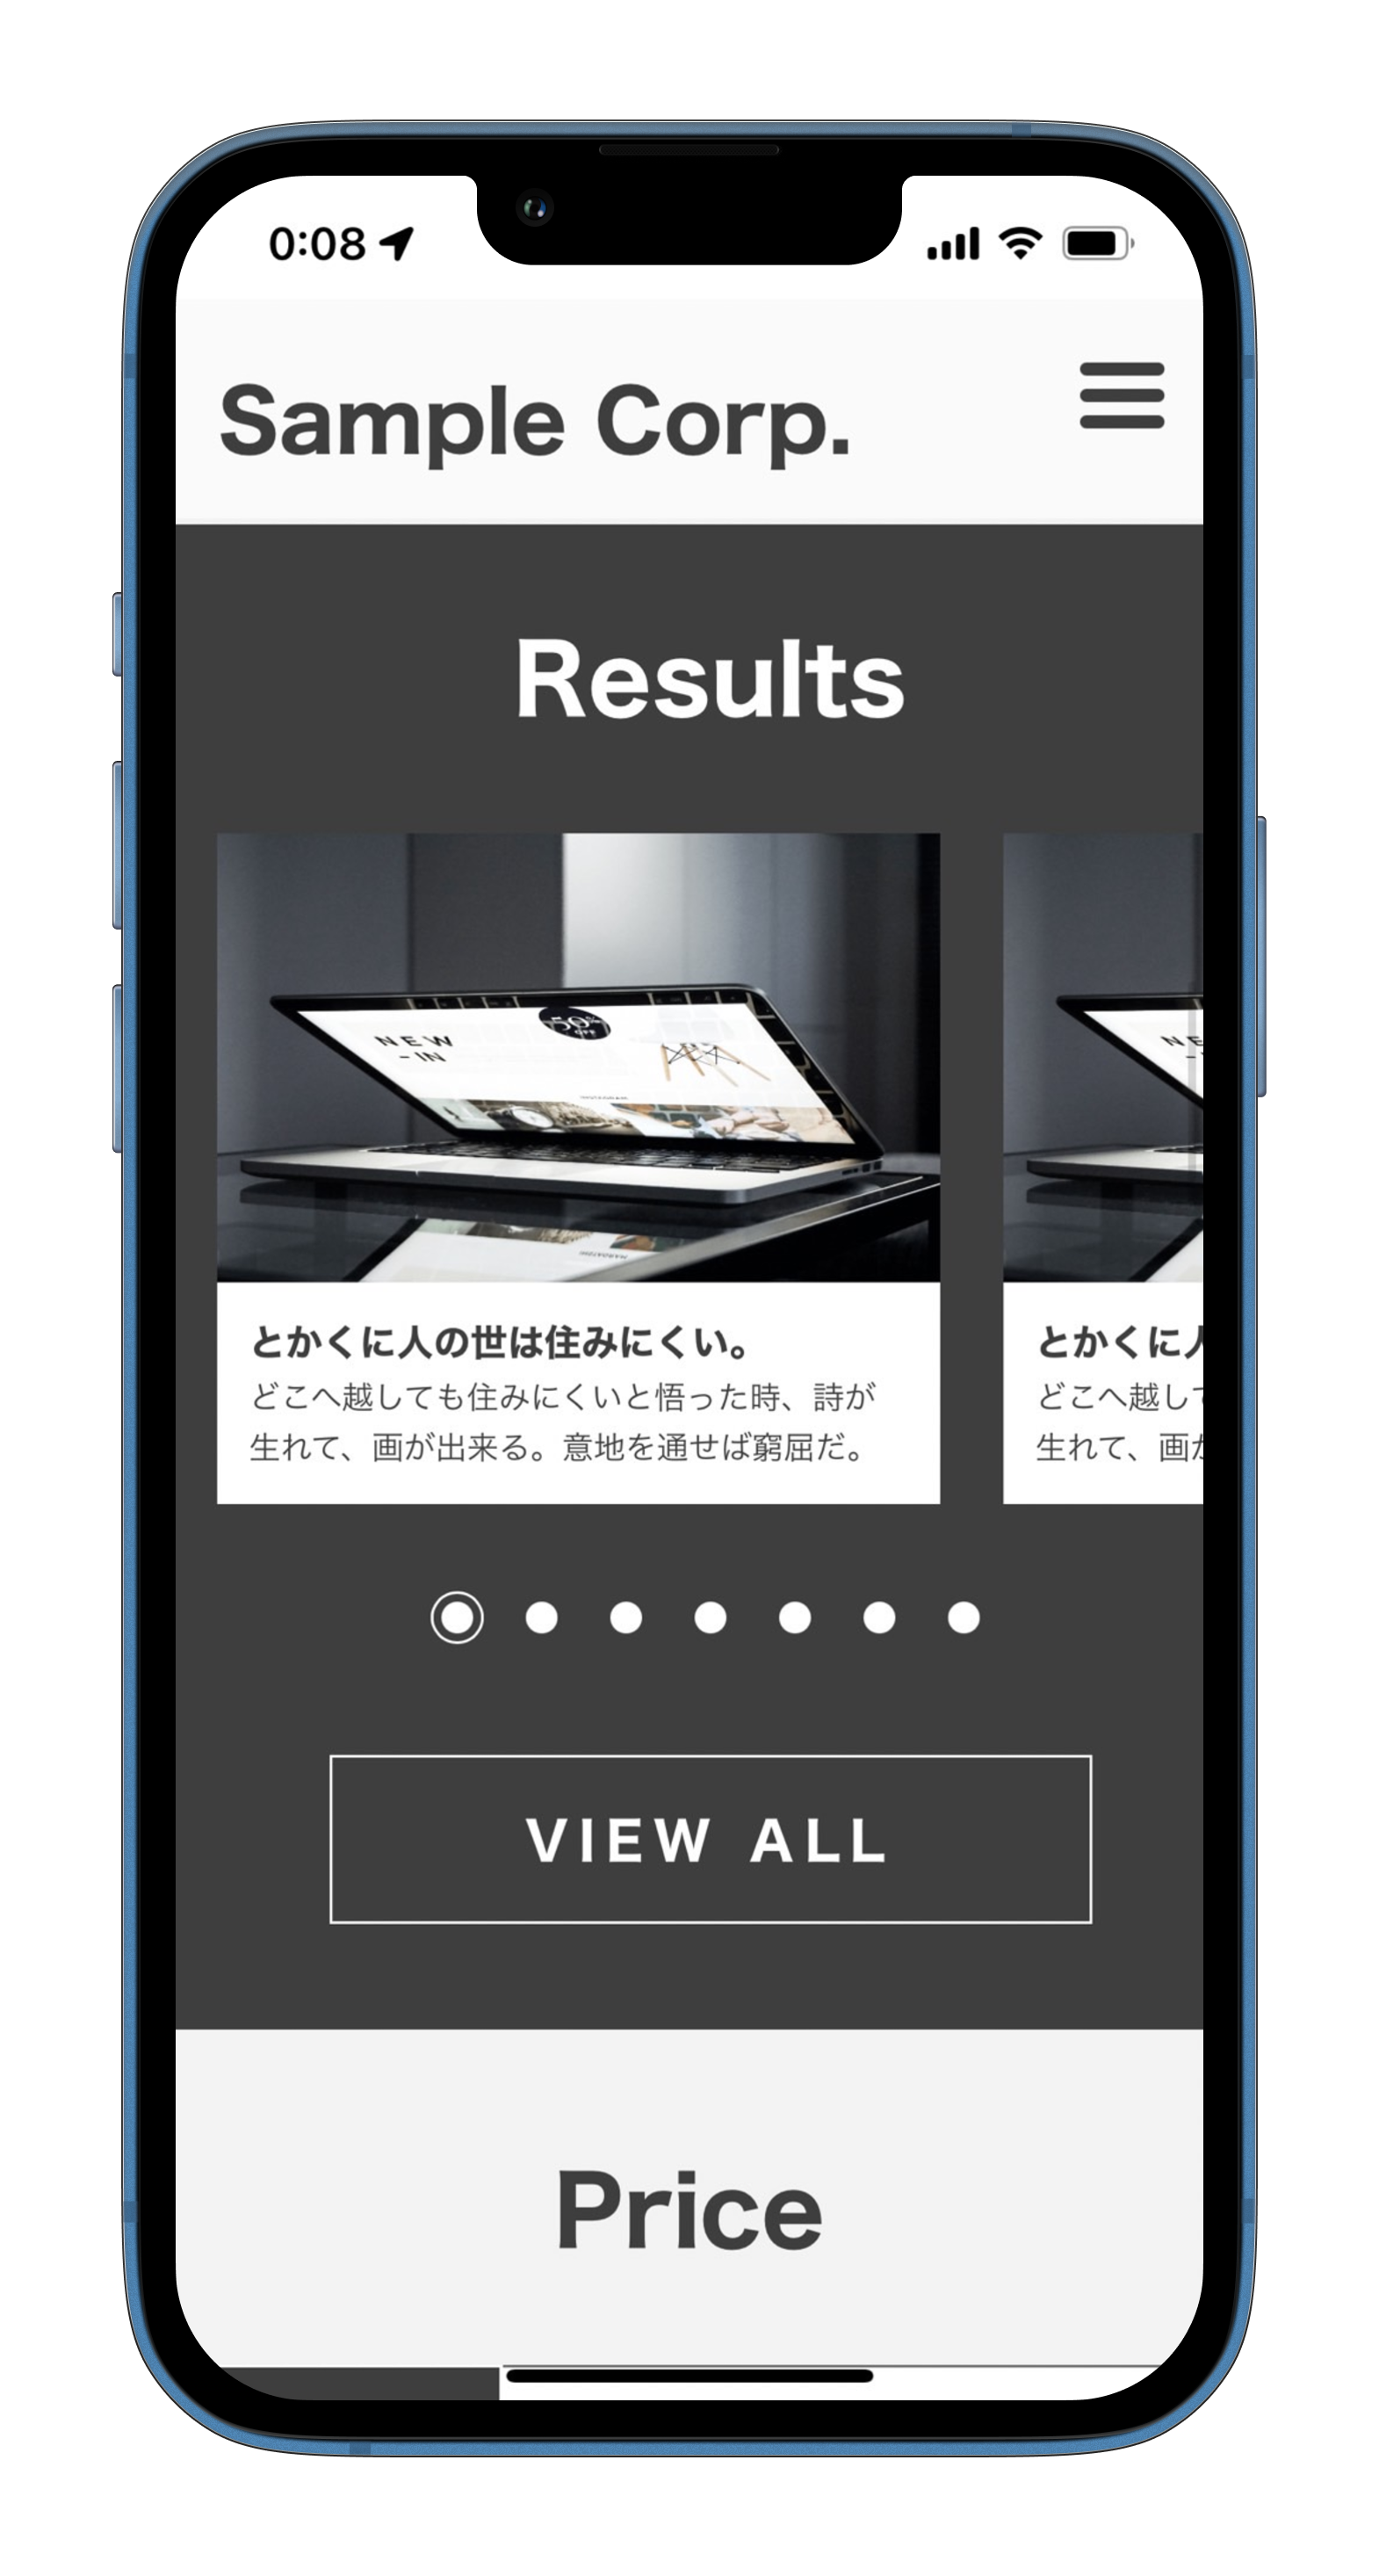 0:08
Sample Corp.
Results
NEW
- IN
50%
OFF
NE
とかくに人の世は住みにくい。
どこへ越しても住みにくいと悟った時、詩が
生れて、画が出来る。意地を通せば窮屈だ。
とかくに人
どこへ越して
生れて、画が
VIEW ALL
Price